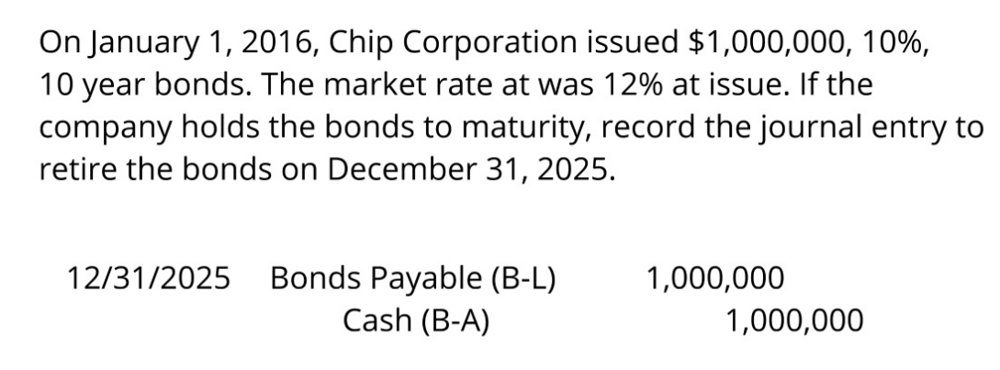 On January 1, 2016, Chip Corporation issued $1,000,000, 10%,
10 year bonds. The market rate at was 12% at issue. If the
company holds the bonds to maturity, record the journal entry to
retire the bonds on December 31, 2025.
12/31/2025 Bonds Payable (B-L) 1,000,000
Cash (B-A) 1,000,000